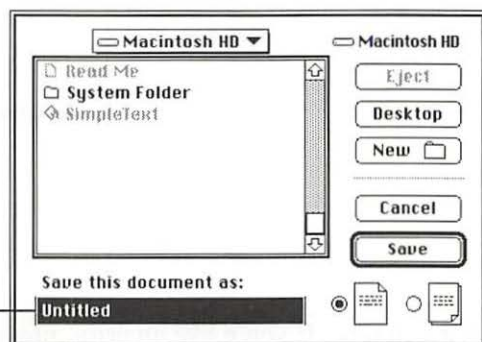 Macintosh HD
Macintosh HD
Read Me
System Folder
SimpleText
Eject
Desktop
New
Cancel
Save
Save this document as:
Untitled